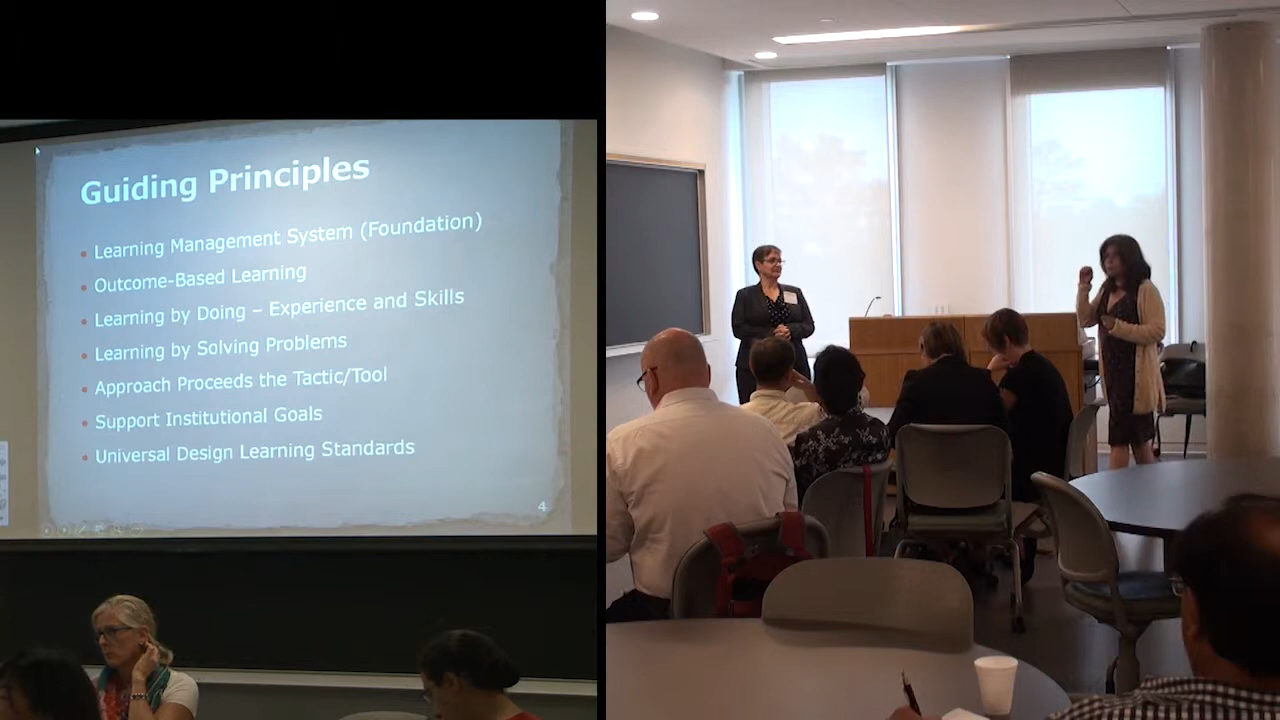 Guiding Principles
Learning Management System (Foundation)
Outcome-Based Learning
Learning by Doing – Experience and Skills
Learning by Solving Problems
Approach Proceeds the Tactic/Tool
Support Institutional Goals
Universal Design Learning Standards
4